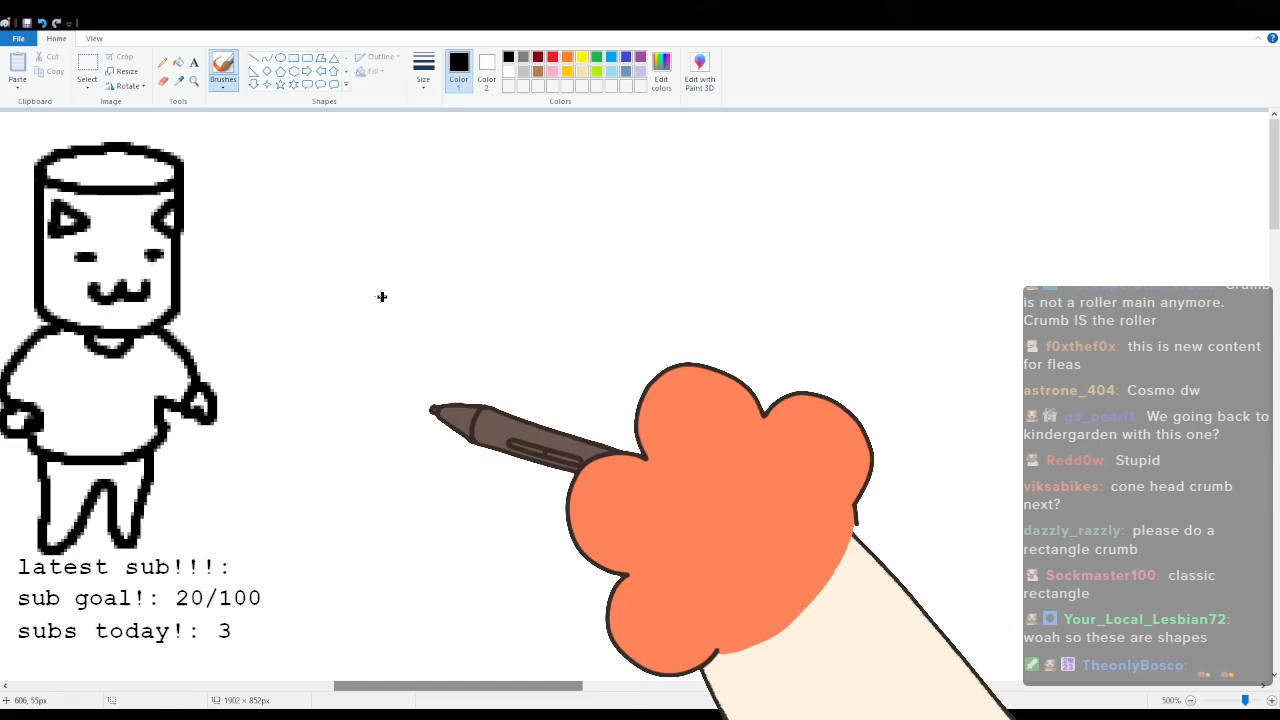 File Home View
Cut
Copy
Paste
Clipboard
Crop
Resize
Rotate
Select
Image
Tools
Brushes
Outline
Fill
Shapes
Size
Color 1
Color 2
Edit colors
Edit with Paint 3D
Colors
latest sub!!!:
sub goal!: 20/100
subs today!: 3
Crumb
is not a roller main anymore.
Crumb IS the roller
f0xthef0x: this is new content
for fleas
astrone_404: Cosmo dw
gd_pearl1 We going back to
kindergarden with this one?
Redd0w: Stupid
viksabikes: cone head crumb
next?
dazzly_razzly: please do a
rectangle crumb
Sockmaster100: classic
rectangle
Your_Local_Lesbian72:
woah so these are shapes
TheonlyBosco:
606, 55px
1902 × 852px
500%